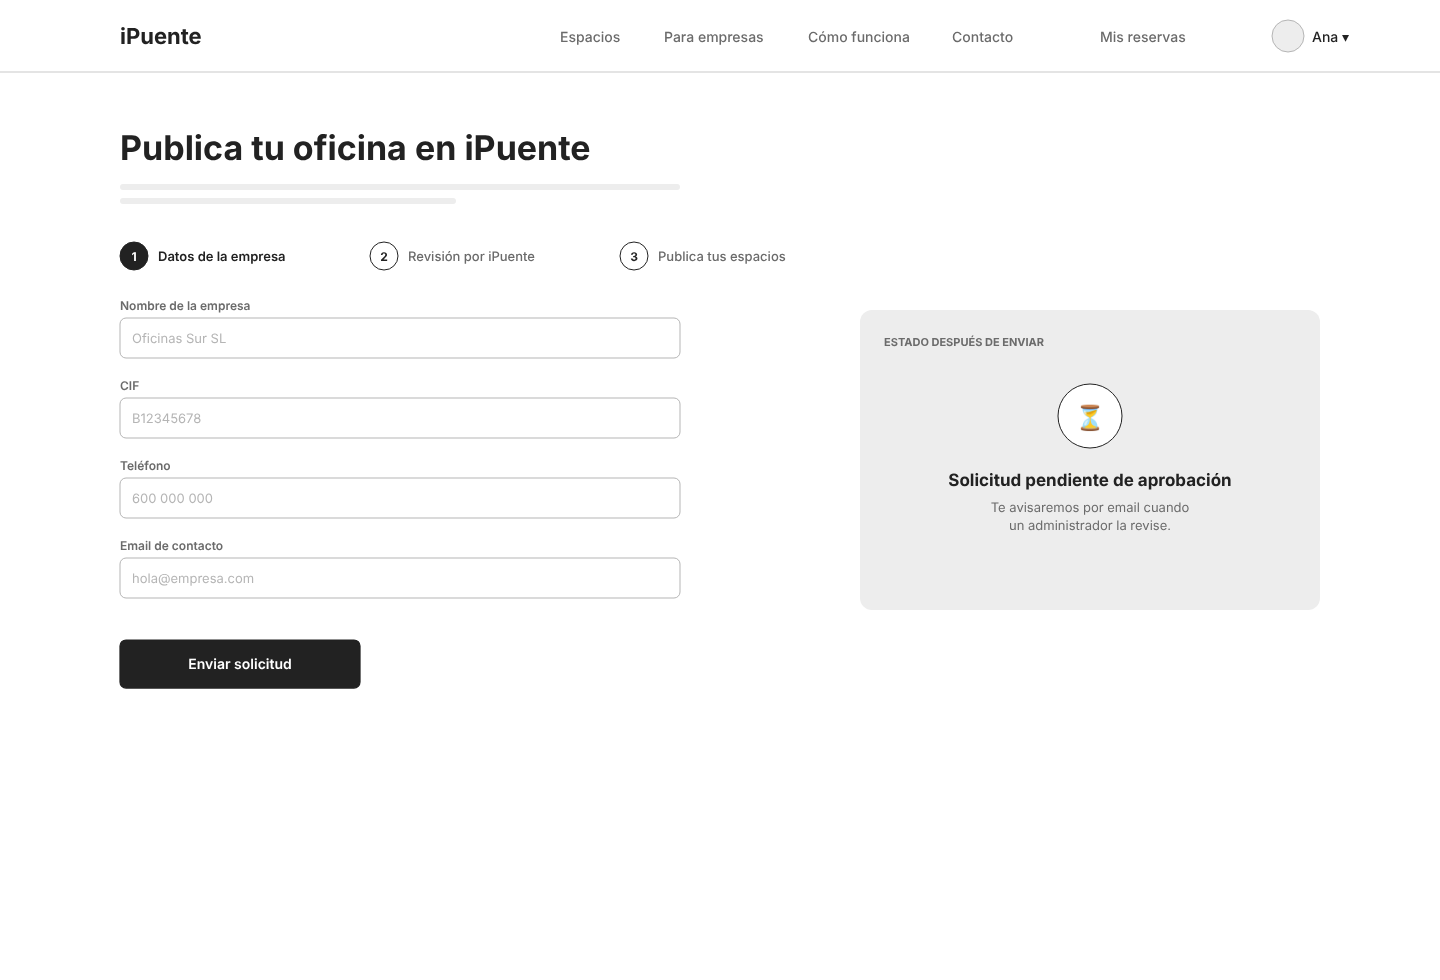 iPuente
Espacios
Para empresas
Cómo funciona
Contacto
Mis reservas
Ana ▾
Publica tu oficina en iPuente
1 Datos de la empresa
2 Revisión por iPuente
3 Publica tus espacios
Nombre de la empresa
Oficinas Sur SL
CIF
B12345678
Teléfono
600 000 000
Email de contacto
hola@empresa.com
Enviar solicitud
ESTADO DESPUÉS DE ENVIAR
Solicitud pendiente de aprobación
Te avisaremos por email cuando
un administrador la revise.